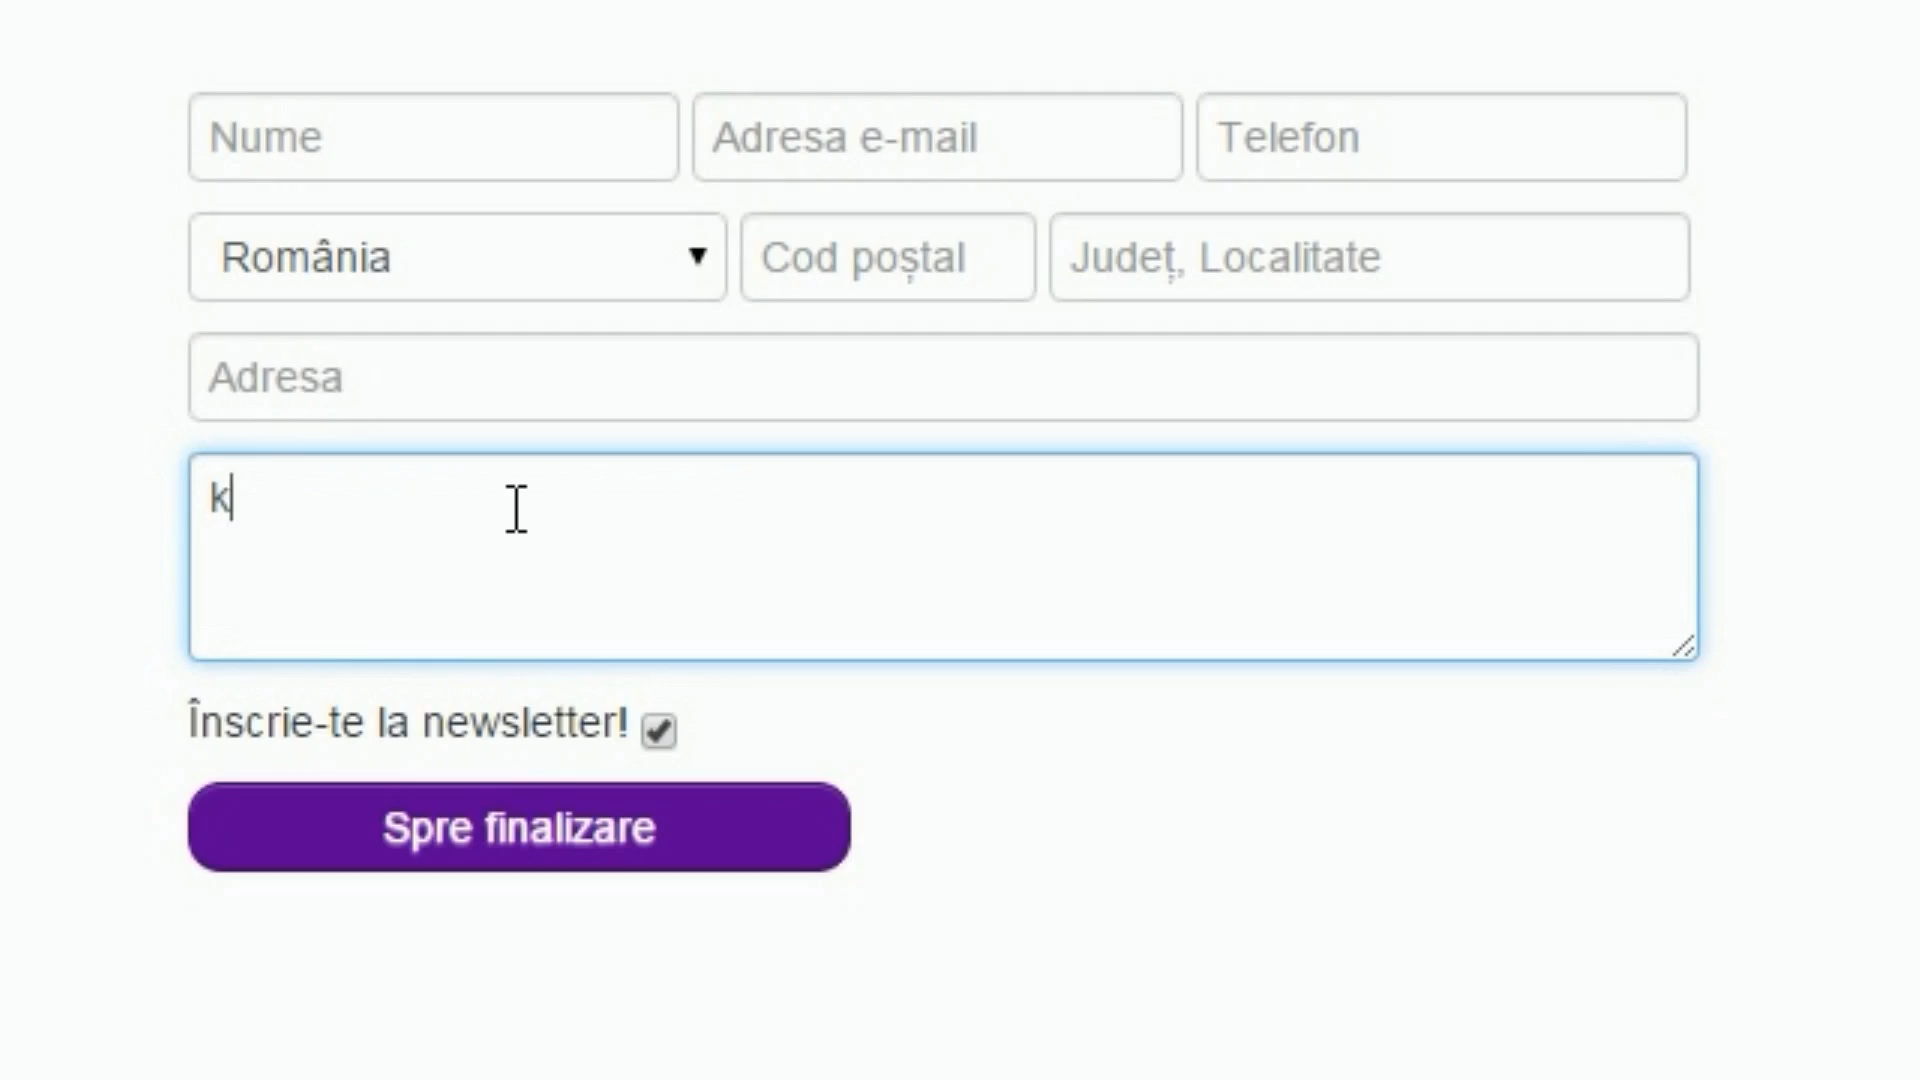 Nume Adresa e-mail Telefon
România Cod poștal Județ, Localitate
Adresa
k
Înscrie-te la newsletter!
Spre finalizare